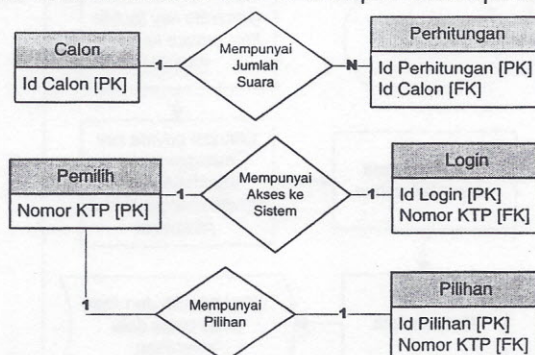 Calon
Id Calon [PK]
1
Mempunyai
Jumlah
Suara
N
Perhitungan
Id Perhitungan [PK]
Id Calon [FK]
Pemilih
Nomor KTP [PK]
1
Mempunyai
Akses ke
Sistem
1
Login
Id Login [PK]
Nomor KTP [FK]
1
Mempunyai
Pilihan
1
Pilihan
Id Pilihan [PK]
Nomor KTP [FK]